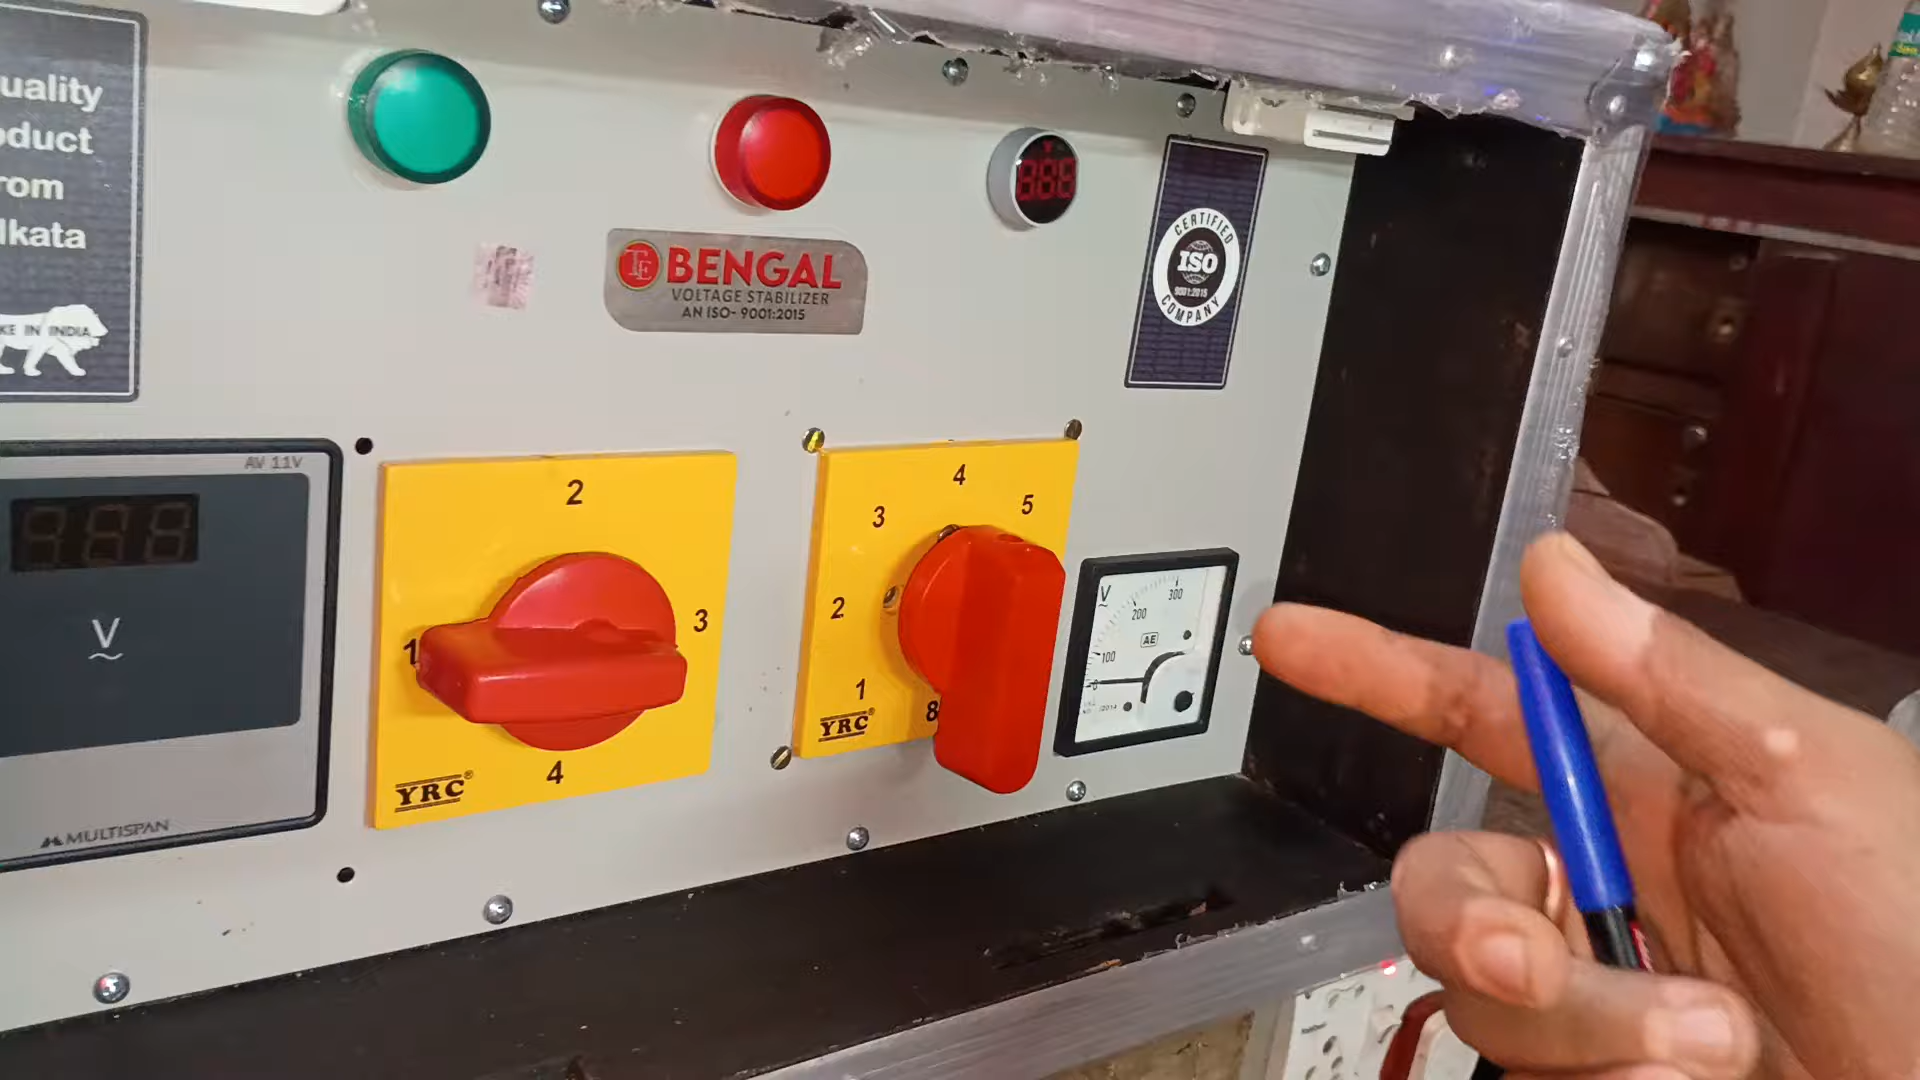 uality
oduct
rom
lkata
KE IN INDIA
TE BENGAL
VOLTAGE STABILIZER
AN ISO- 9001:2015
CERTIFIED
ISO
9001:2015
COMPANY
AV 11V
V
MULTISPAN
2
1
3
4
YRC®
4
3
5
2
1
8
YRC®
V
300
200
AE
100
0